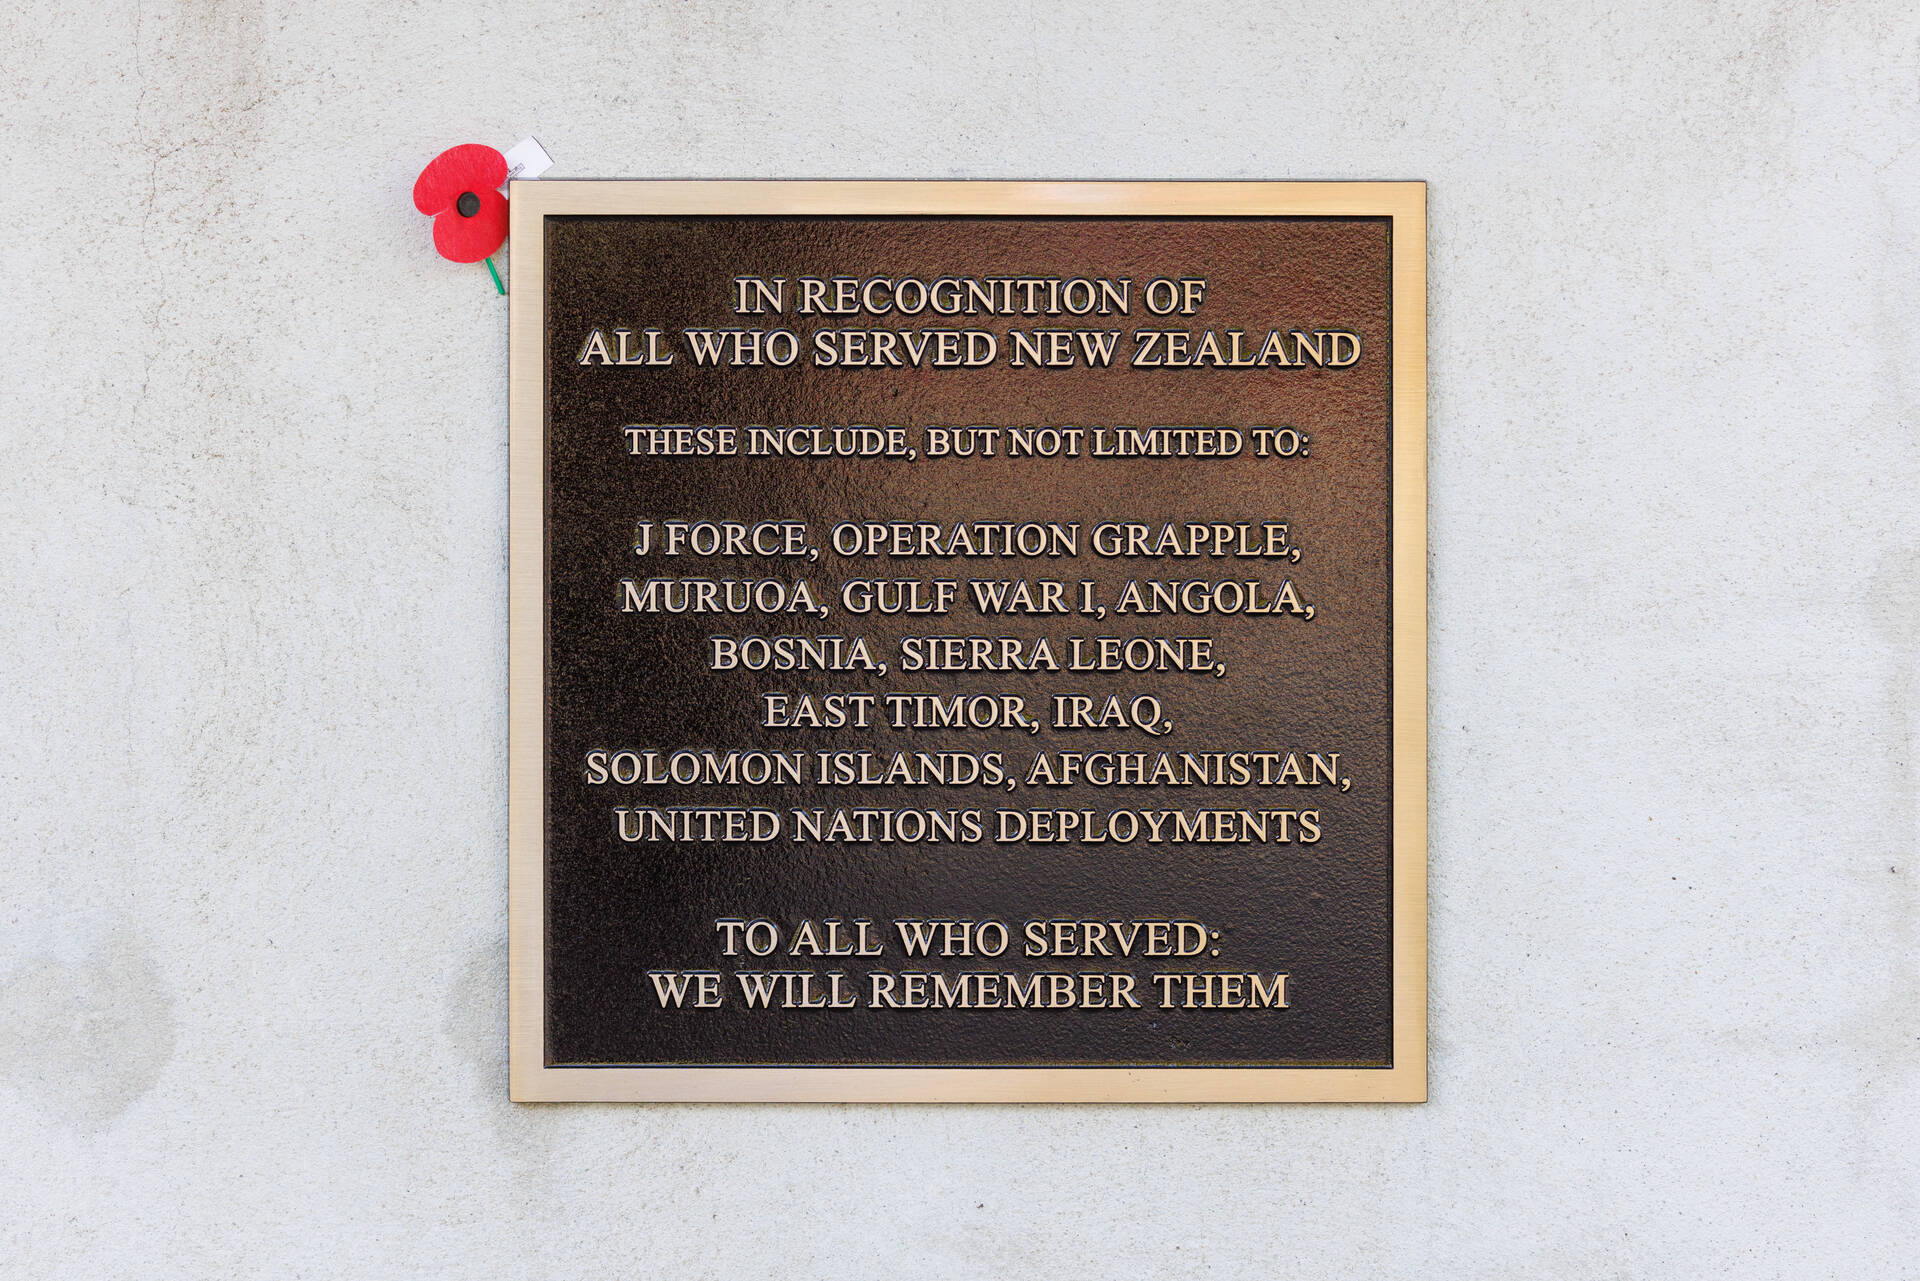 IN RECOGNITION OF
ALL WHO SERVED NEW ZEALAND
THESE INCLUDE, BUT NOT LIMITED TO:
J FORCE, OPERATION GRAPPLE,
MURUOA, GULF WAR I, ANGOLA,
BOSNIA, SIERRA LEONE,
EAST TIMOR, IRAQ,
SOLOMON ISLANDS, AFGHANISTAN,
UNITED NATIONS DEPLOYMENTS
TO ALL WHO SERVED:
WE WILL REMEMBER THEM